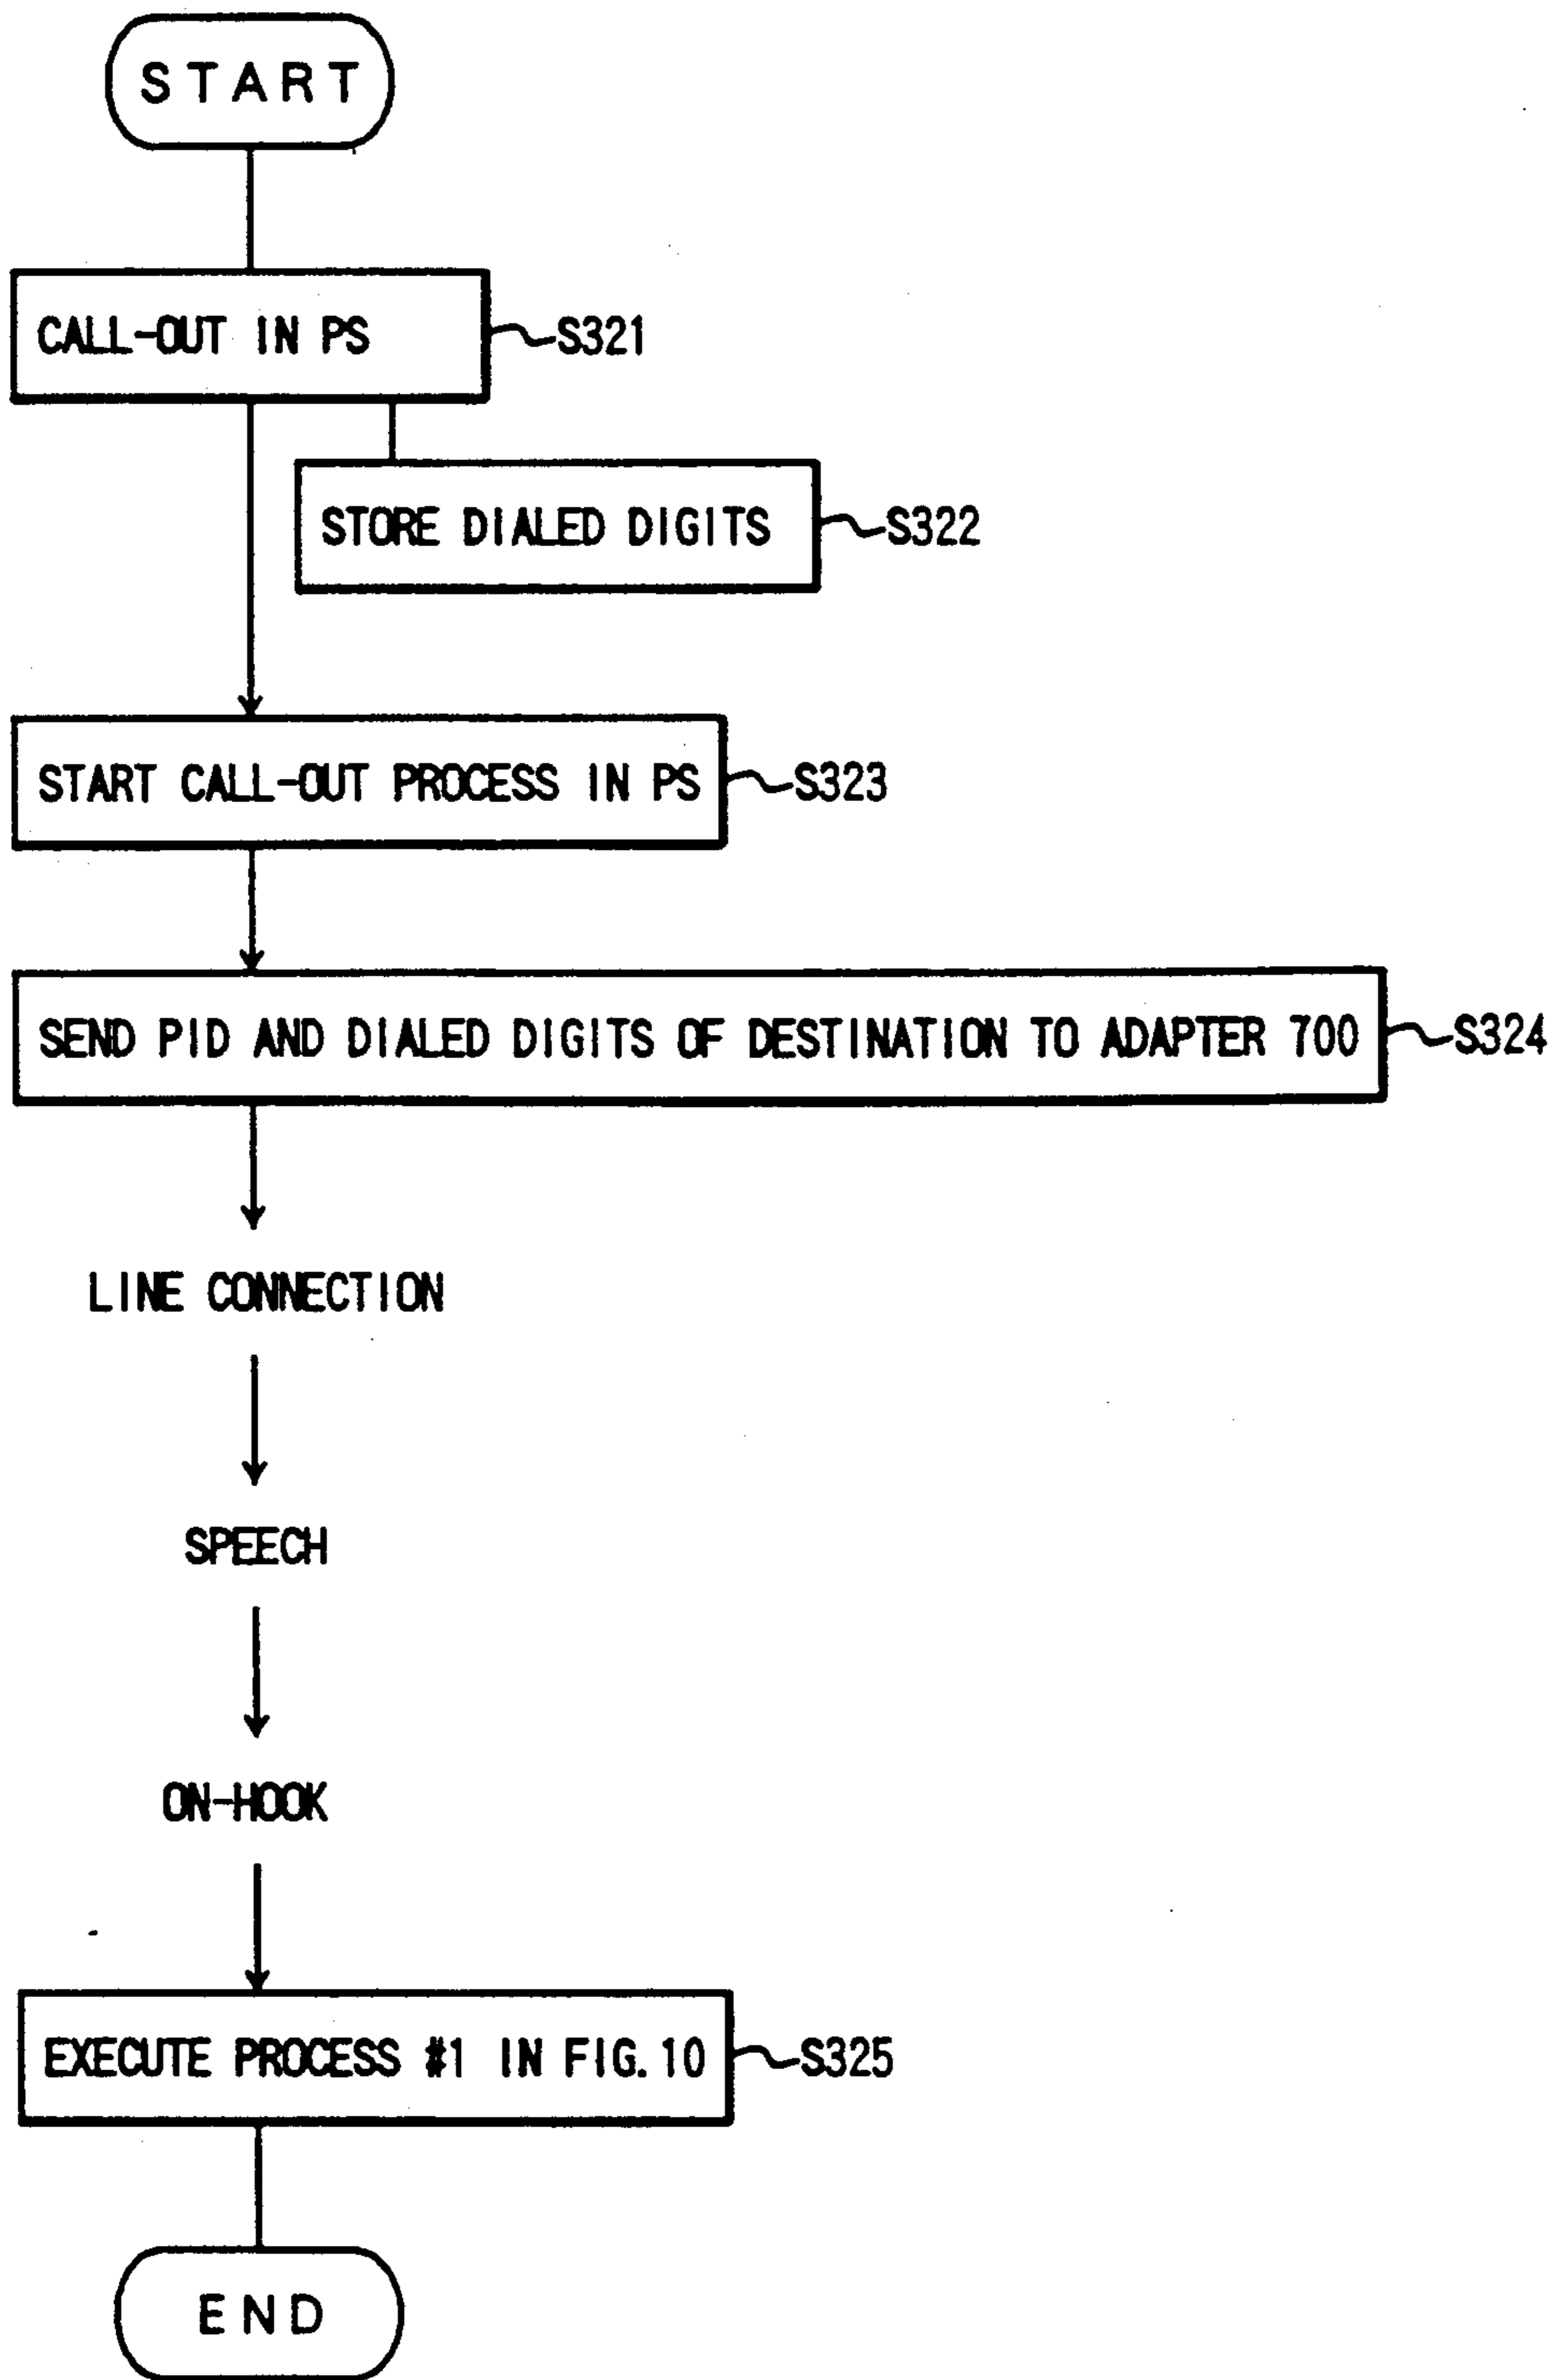 START
CALL-OUT IN PS
S321
STORE DIALED DIGITS
S322
START CALL-OUT PROCESS IN PS
S323
SEND PID AND DIALED DIGITS OF DESTINATION TO ADAPTER 700
S324
LINE CONNECTION
SPEECH
ON-HOOK
EXECUTE PROCESS #1 IN FIG.10
S325
END